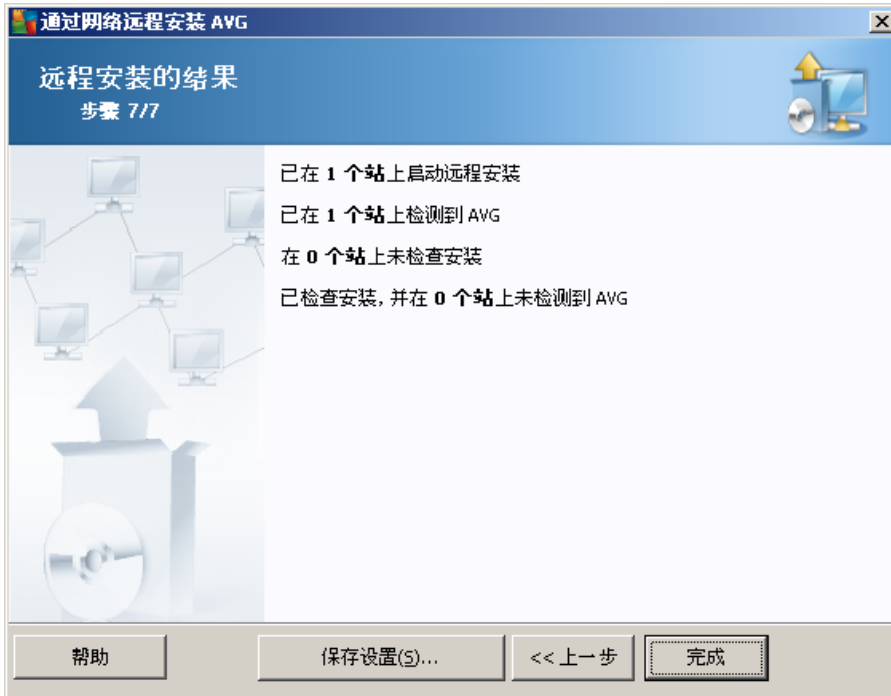 通过网络远程安装 AVG
远程安装的结果
步骤 7/7
已在 1 个站上启动远程安装
已在 1 个站上检测到 AVG
在 0 个站上未检查安装
已检查安装, 并在 0 个站上未检测到 AVG
帮助
保存设置(S)...
<< 上一步
完成